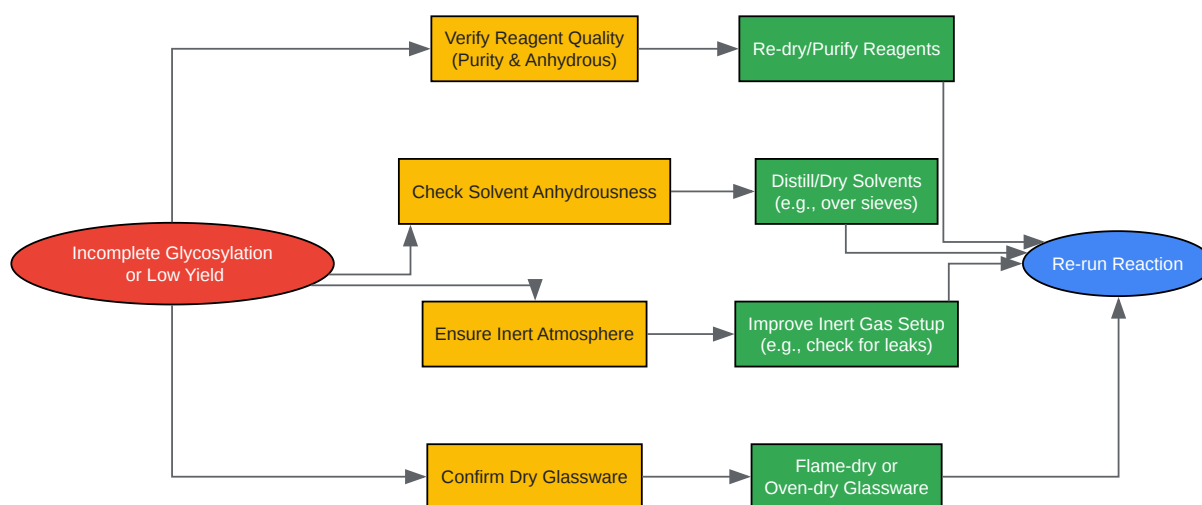 Verify Reagent Quality
(Purity & Anhydrous)
Re-dry/Purify Reagents
Check Solvent Anhydrousness
Distill/Dry Solvents
(e.g., over sieves)
Incomplete Glycosylation
or Low Yield
Re-run Reaction
Ensure Inert Atmosphere
Improve Inert Gas Setup
(e.g., check for leaks)
Confirm Dry Glassware
Flame-dry or
Oven-dry Glassware